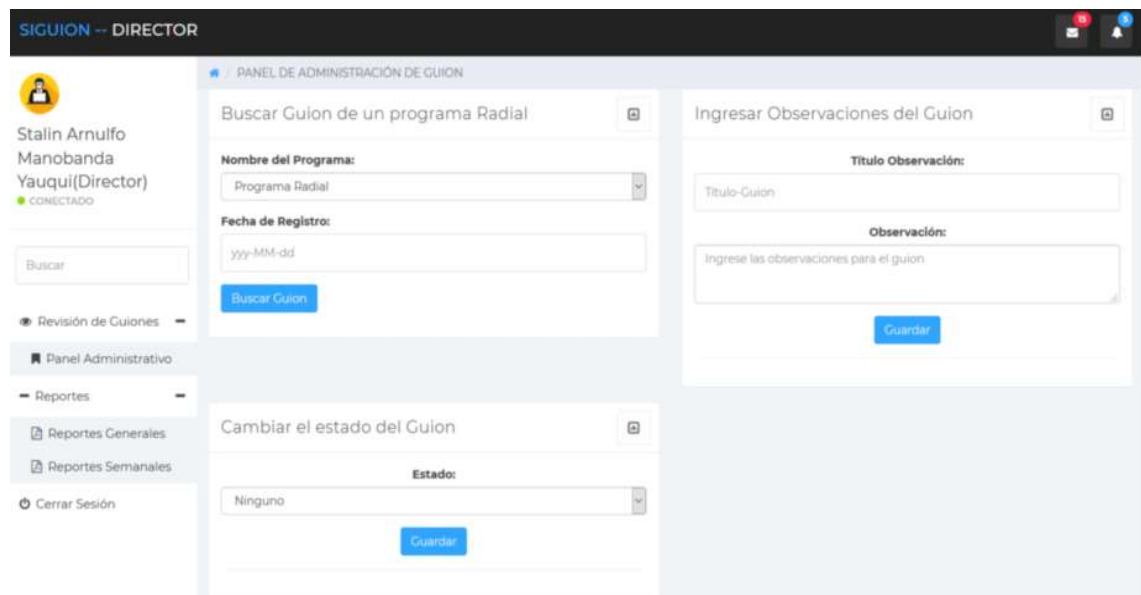 SIGUION -- DIRECTOR
15
5
Stalin Arnulfo
Manobanda
Yauqui(Director)
CONECTADO
Buscar
Revisión de Guiones
Panel Administrativo
Reportes
Reportes Generales
Reportes Semanales
Cerrar Sesión
/ PANEL DE ADMINISTRACIÓN DE GUION
Buscar Guion de un programa Radial
Nombre del Programa:
Programa Radial
Fecha de Registro:
yyy-MM-dd
Buscar Guion
Ingresar Observaciones del Guion
Título Observación:
Título-Guion
Observación:
Ingrese las observaciones para el guion
Guardar
Cambiar el estado del Guion
Estado:
Ninguno
Guardar